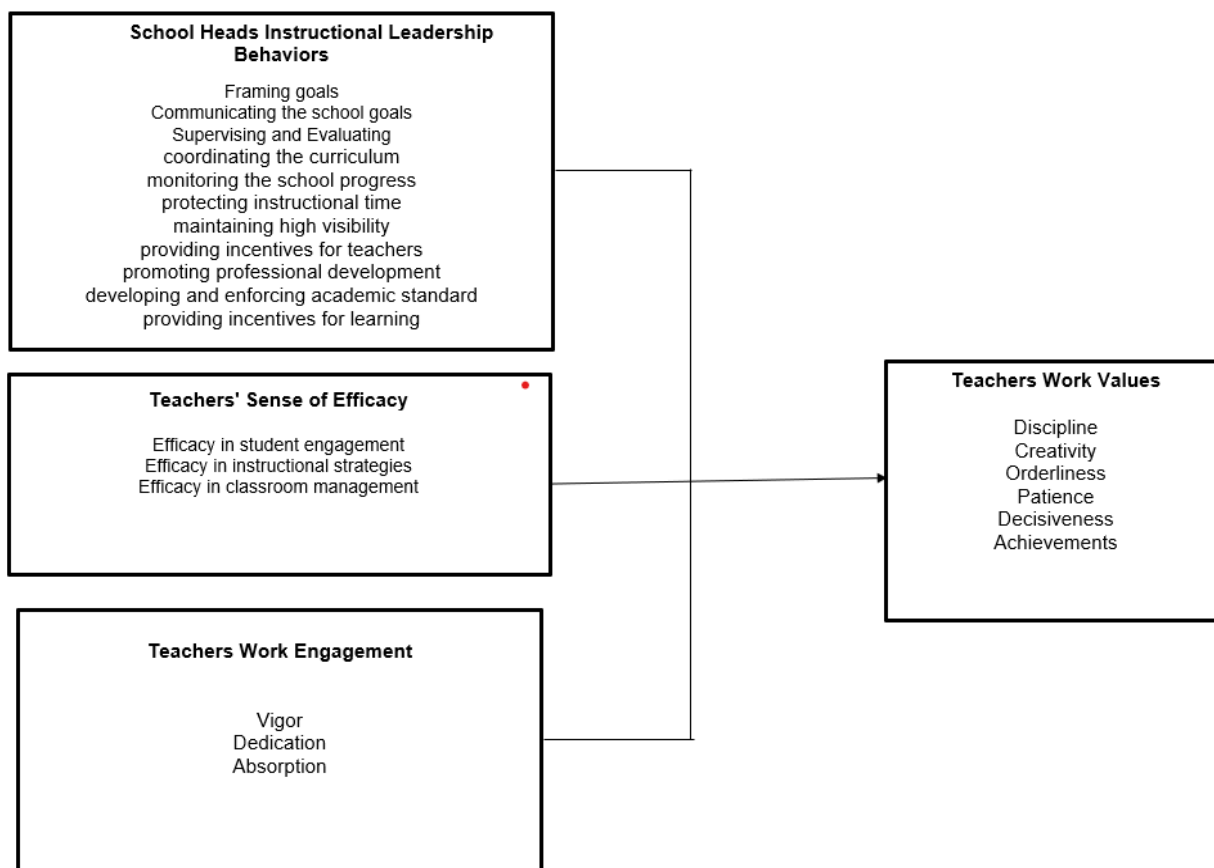 School Heads Instructional Leadership
Behaviors
Framing goals
Communicating the school goals
Supervising and Evaluating
coordinating the curriculum
monitoring the school progress
protecting instructional time
maintaining high visibility
providing incentives for teachers
promoting professional development
developing and enforcing academic standard
providing incentives for learning
Teachers' Sense of Efficacy
Efficacy in student engagement
Efficacy in instructional strategies
Efficacy in classroom management
Teachers Work Engagement
Vigor
Dedication
Absorption
Teachers Work Values
Discipline
Creativity
Orderliness
Patience
Decisiveness
Achievements